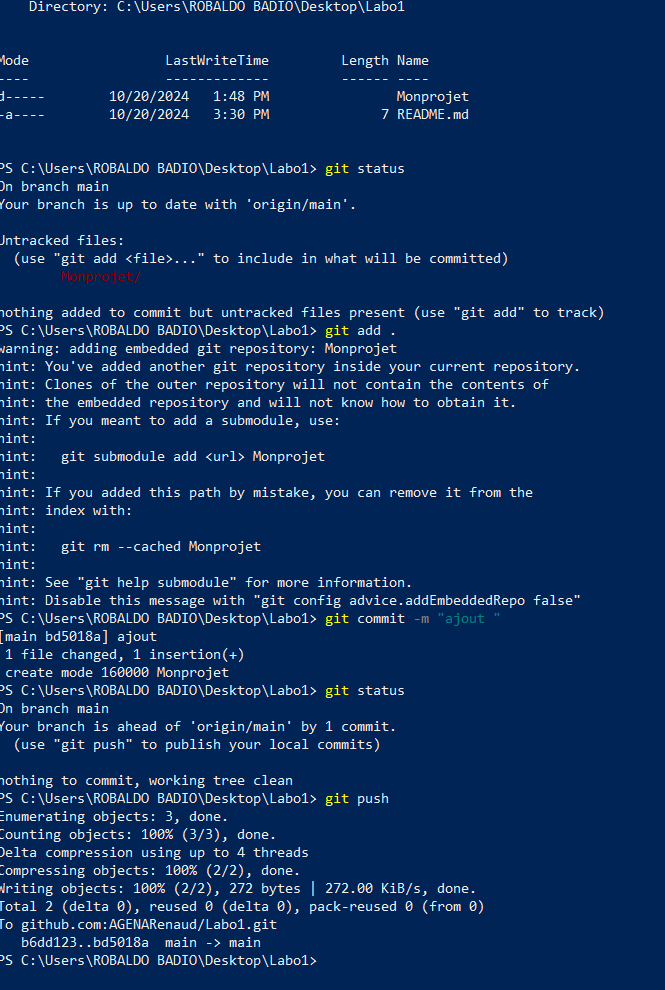 Directory: C:\Users\ROBALDO BADIO\Desktop\Labo1
Mode LastWriteTime Length Name
---- ------------- ------ ----
d----- 10/20/2024 1:48 PM Monprojet
-a---- 10/20/2024 3:30 PM 7 README.md
PS C:\Users\ROBALDO BADIO\Desktop\Labo1> git status
On branch main
Your branch is up to date with 'origin/main'.
Untracked files:
(use "git add <file>..." to include in what will be committed)
Monprojet/
nothing added to commit but untracked files present (use "git add" to track)
PS C:\Users\ROBALDO BADIO\Desktop\Labo1> git add .
warning: adding embedded git repository: Monprojet
hint: You've added another git repository inside your current repository.
hint: Clones of the outer repository will not contain the contents of
hint: the embedded repository and will not know how to obtain it.
hint: If you meant to add a submodule, use:
hint:
hint: git submodule add <url> Monprojet
hint:
hint: If you added this path by mistake, you can remove it from the
hint: index with:
hint:
hint: git rm --cached Monprojet
hint:
hint: See "git help submodule" for more information.
hint: Disable this message with "git config advice.addEmbeddedRepo false"
PS C:\Users\ROBALDO BADIO\Desktop\Labo1> git commit -m "ajout "
[main bd5018a] ajout
1 file changed, 1 insertion(+)
create mode 160000 Monprojet
PS C:\Users\ROBALDO BADIO\Desktop\Labo1> git status
On branch main
Your branch is ahead of 'origin/main' by 1 commit.
(use "git push" to publish your local commits)
nothing to commit, working tree clean
PS C:\Users\ROBALDO BADIO\Desktop\Labo1> git push
Enumerating objects: 3, done.
Counting objects: 100% (3/3), done.
Delta compression using up to 4 threads
Compressing objects: 100% (2/2), done.
Writing objects: 100% (2/2), 272 bytes | 272.00 KiB/s, done.
Total 2 (delta 0), reused 0 (delta 0), pack-reused 0 (from 0)
To github.com:AGENARenaud/Labo1.git
b6dd123..bd5018a main -> main
PS C:\Users\ROBALDO BADIO\Desktop\Labo1>